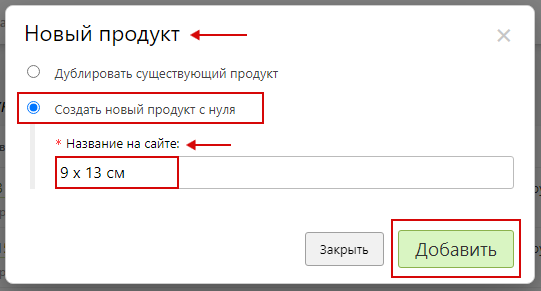 Новый продукт
Дублировать существующий продукт
Создать новый продукт с нуля
* Название на сайте:
9 х 13 см
Закрыть
Добавить